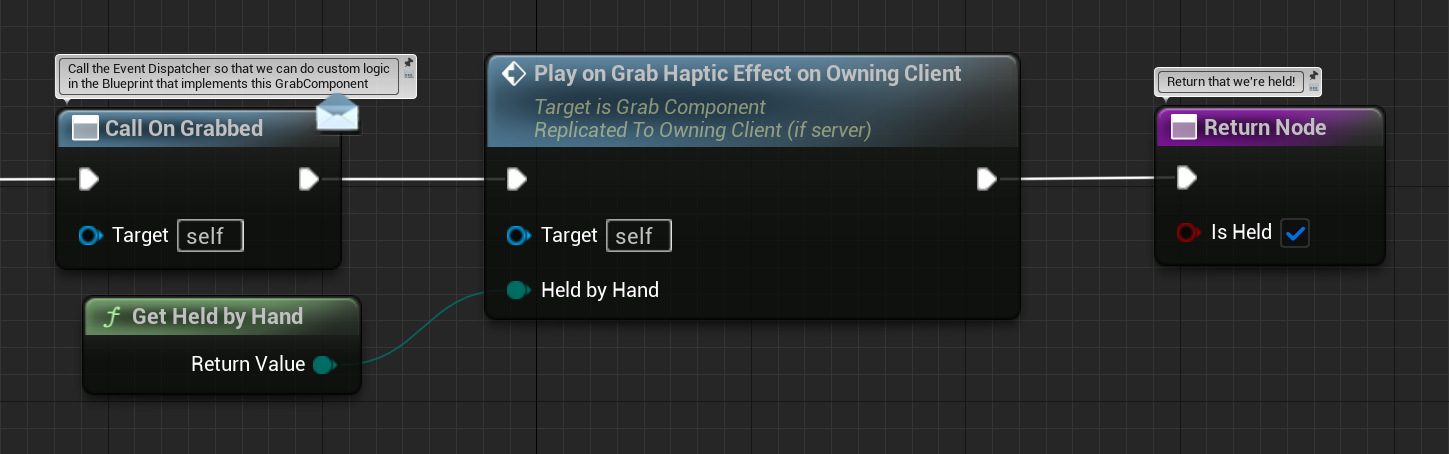 Call the Event Dispatcher so that we can do custom logic
in the Blueprint that implements this GrabComponent
Call On Grabbed
Target self
Get Held by Hand
Return Value
Play on Grab Haptic Effect on Owning Client
Target is Grab Component
Replicated To Owning Client (if server)
Target self
Held by Hand
Return that we're held!
Return Node
Is Held